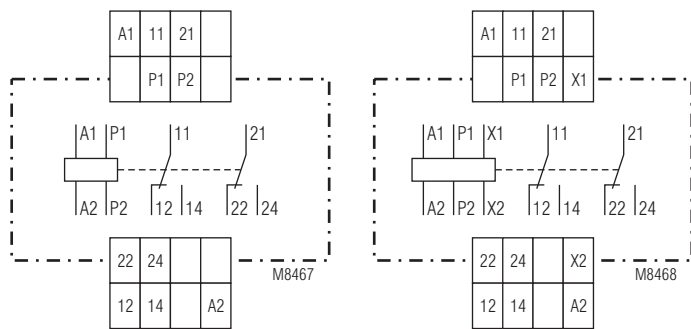 A1 11 21
P1 P2
A1 P1 11 21
A2 P2 12 14 22 24
22 24
M8467
12 14 A2
A1 11 21
P1 P2 X1
A1 P1 X1 11 21
A2 P2 X2 12 14 22 24
22 24 X2
M8468
12 14 A2